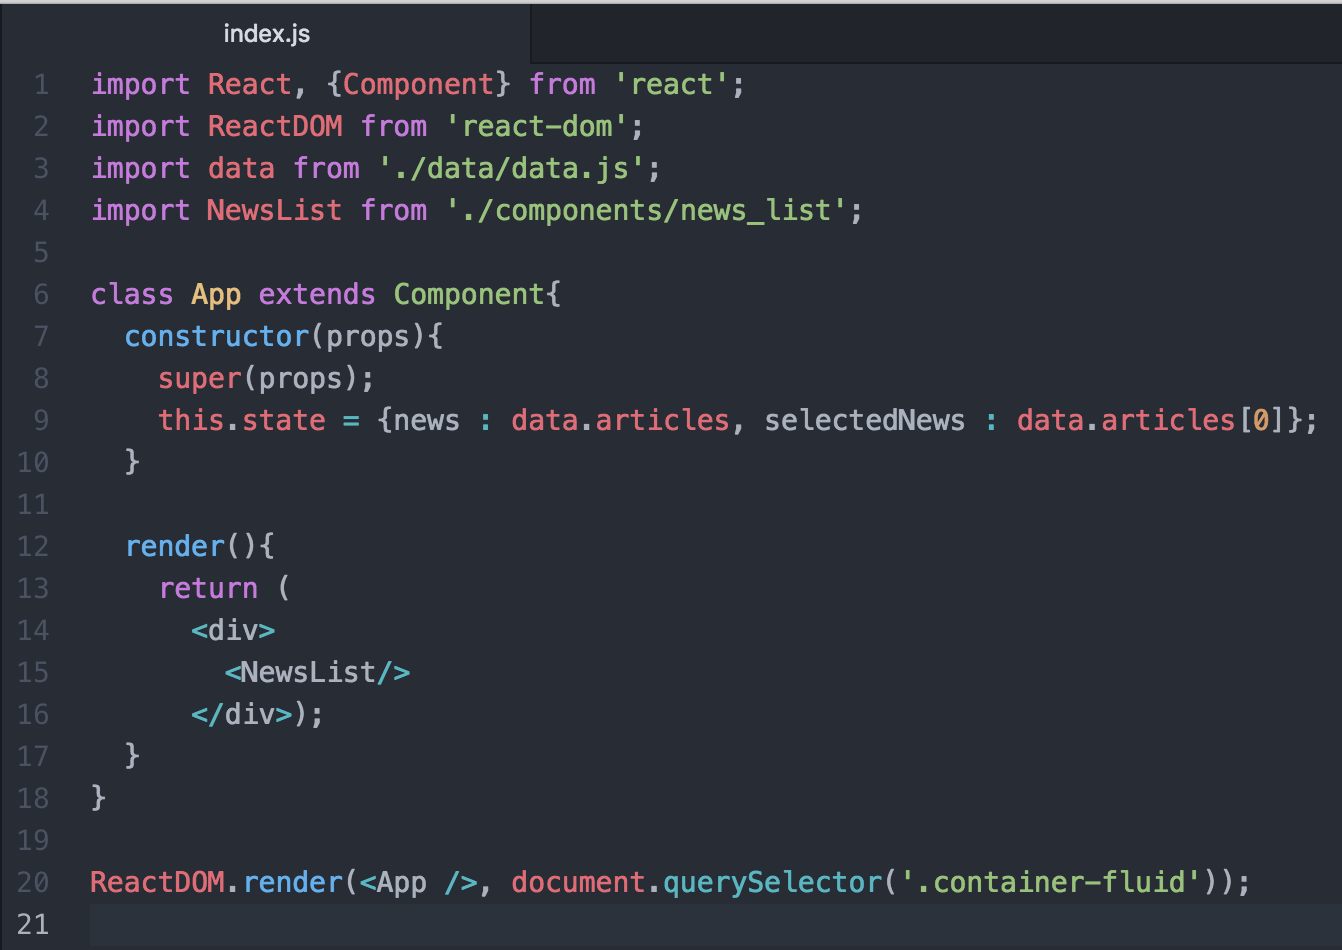 index.js
1 import React, {Component} from 'react';
2 import ReactDOM from 'react-dom';
3 import data from './data/data.js';
4 import NewsList from './components/news_list';
5
6 class App extends Component{
7   constructor(props){
8     super(props);
9     this.state = {news : data.articles, selectedNews : data.articles[0]};
10   }
11
12   render(){
13     return (
14       <div>
15         <NewsList/>
16       </div>);
17   }
18 }
19
20 ReactDOM.render(<App />, document.querySelector('.container-fluid'));
21